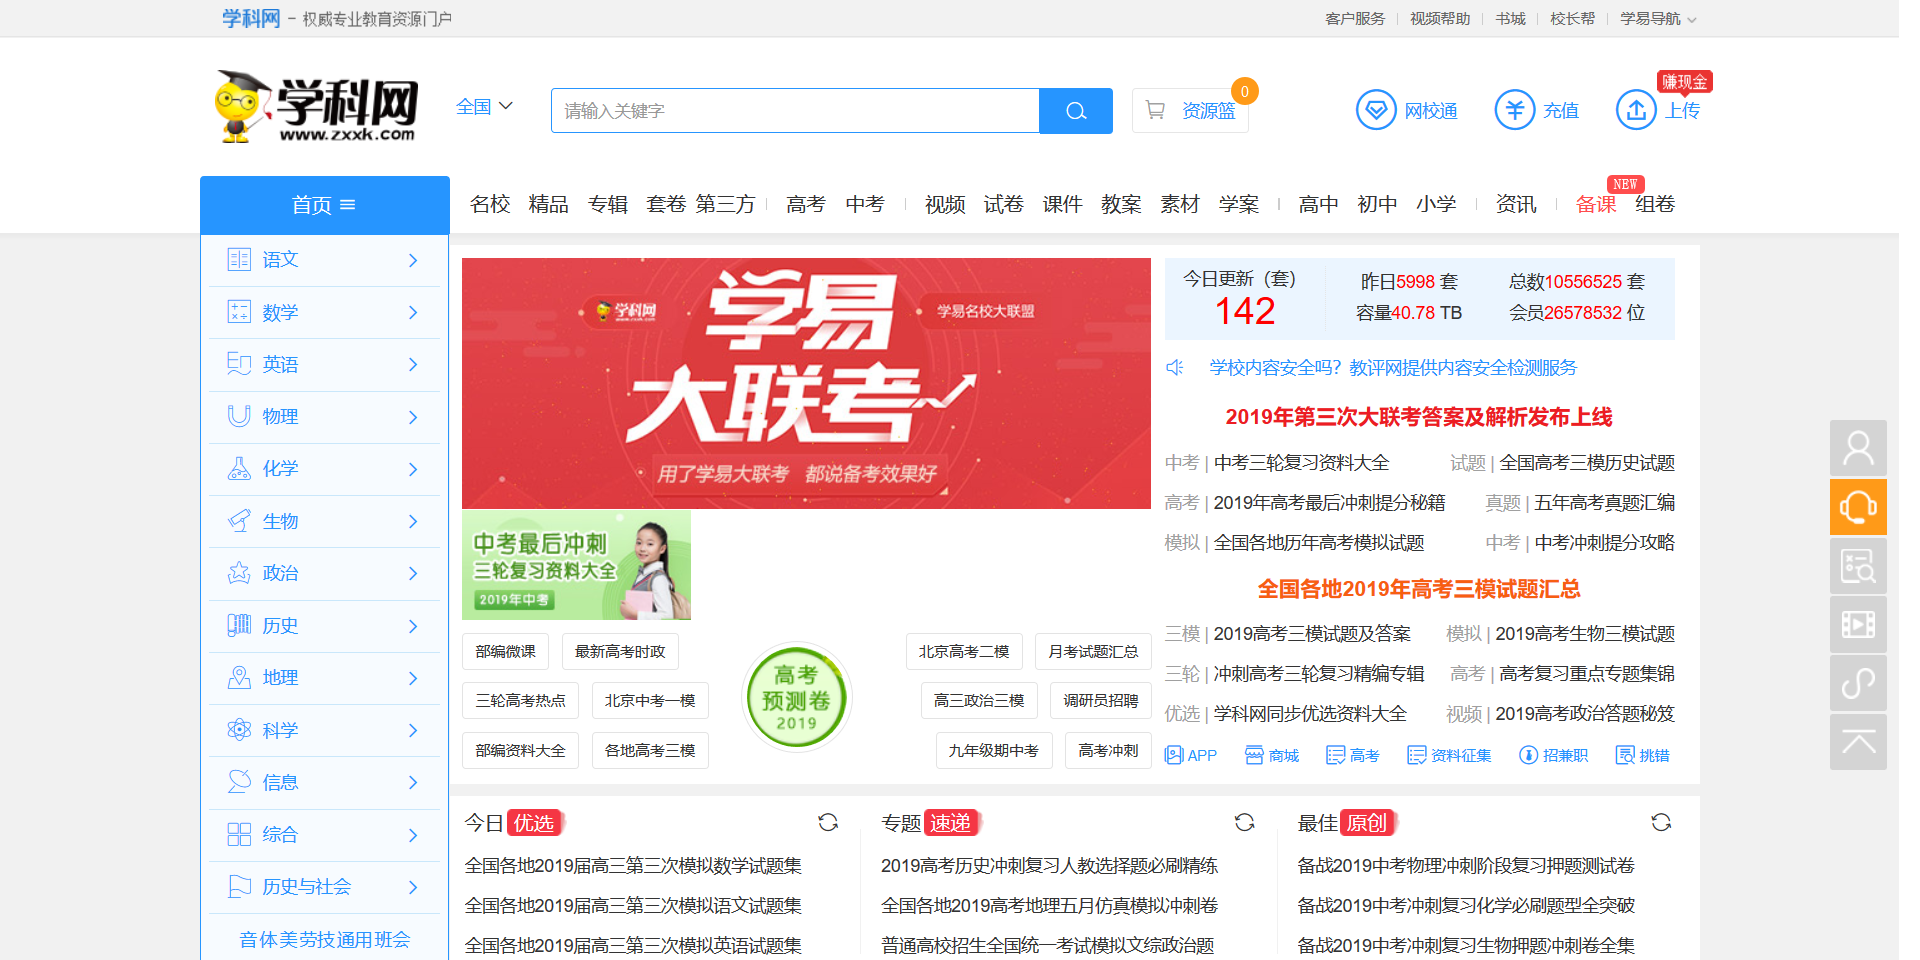 学科网 - 权威专业教育资源门户
客户服务 视频帮助 书城 校长帮 学易导航
学科网
www.zxxk.com
全国
请输入关键字
资源篮 0
网校通
充值
赚现金
上传
首页
名校 精品 专辑 套卷 第三方 高考 中考 视频 试卷 课件 教案 素材 学案 高中 初中 小学 资讯 备课 组卷
NEW
语文
数学
英语
物理
化学
生物
政治
历史
地理
科学
信息
综合
历史与社会
音体美劳技通用班会
学科网
学易名校大联盟
学易
大联考
用了学易大联考 都说备考效果好
中考最后冲刺
三轮复习资料大全
2019年中考
部编微课 最新高考时政
三轮高考热点 北京中考一模
部编资料大全 各地高考三模
高考
预测卷
2019
北京高考二模 月考试题汇总
高三政治三模 调研员招聘
九年级期中考 高考冲刺
今日更新（套）
142
昨日5998 套 总数10556525 套
容量40.78 TB 会员26578532 位
学校内容安全吗？教评网提供内容安全检测服务
2019年第三次大联考答案及解析发布上线
中考 | 中考三轮复习资料大全 试题 | 全国高考三模历史试题
高考 | 2019年高考最后冲刺提分秘籍 真题 | 五年高考真题汇编
模拟 | 全国各地历年高考模拟试题 中考 | 中考冲刺提分攻略
全国各地2019年高考三模试题汇总
三模 | 2019高考三模试题及答案 模拟 | 2019高考生物三模试题
三轮 | 冲刺高考三轮复习精编专辑 高考 | 高考复习重点专题集锦
优选 | 学科网同步优选资料大全 视频 | 2019高考政治答题秘笈
APP 商城 高考 资料征集 招兼职 挑错
今日 优选
全国各地2019届高三第三次模拟数学试题集
全国各地2019届高三第三次模拟语文试题集
全国各地2019届高三第三次模拟英语试题集
专题 速递
2019高考历史冲刺复习人教选择题必刷精练
全国各地2019高考地理五月仿真模拟冲刺卷
普通高校招生全国统一考试模拟文综政治题
最佳 原创
备战2019中考物理冲刺阶段复习押题测试卷
备战2019中考冲刺复习化学必刷题型全突破
备战2019中考冲刺复习生物押题冲刺卷全集